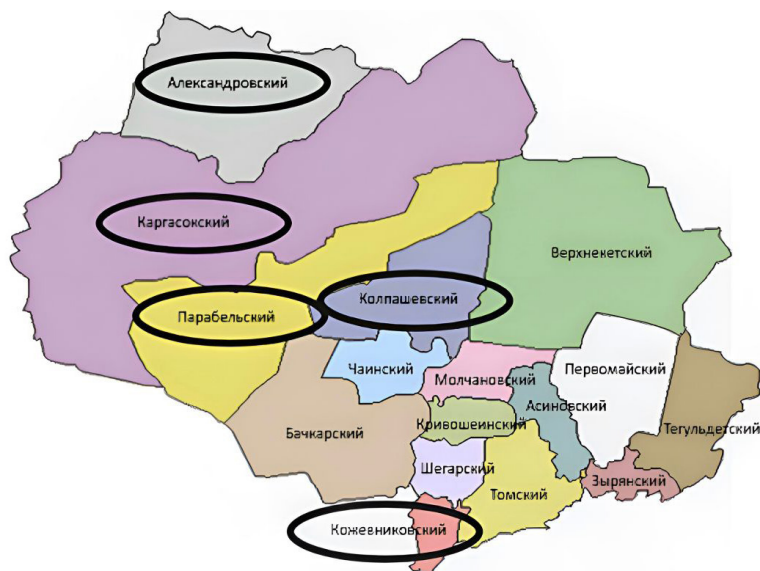 Александровский
Каргасокский
Верхнекетский
Колпашевский
Парабельский
Чаинский
Первомайский
Молчановский
Асиновский
Кривошеинский
Тегульдетский
Бачкарский
Шегарский
Зырянский
Томский
Кожевниковский